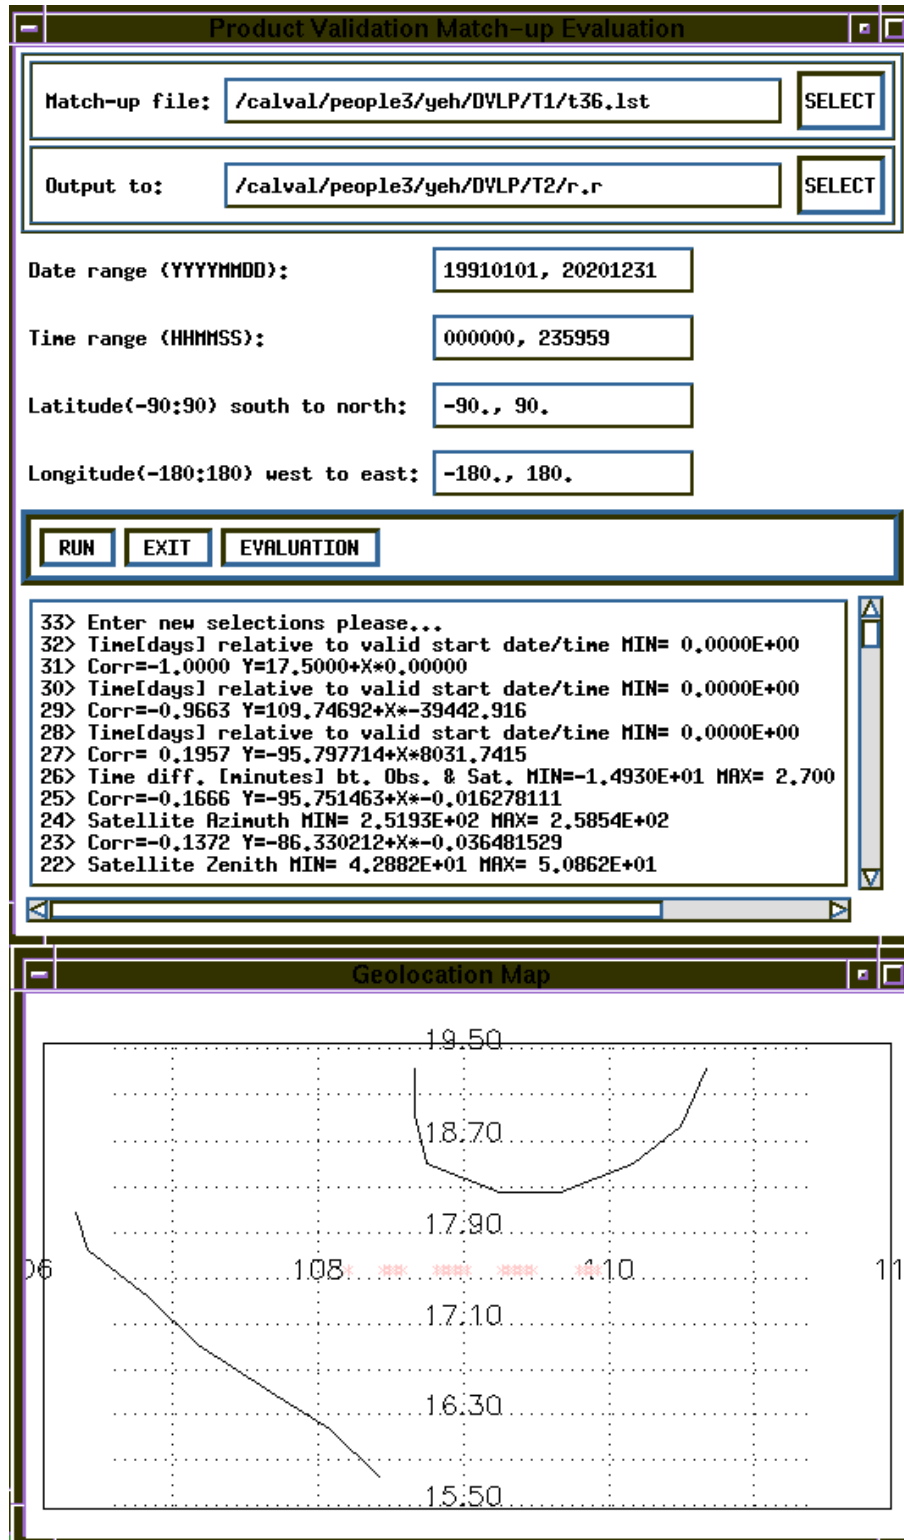 Product Validation Match-up Evaluation
Match-up file: /calval/people3/yeh/DVLP/T1/t36.lst SELECT
Output to: /calval/people3/yeh/DVLP/T2/r.r SELECT
Date range (YYYYMMDD): 19910101, 20201231
Time range (HHMMSS): 000000, 235959
Latitude(-90:90) south to north: -90., 90.
Longitude(-180:180) west to east: -180., 180.
RUN EXIT EVALUATION
33> Enter new selections please...
32> Time[days] relative to valid start date/time MIN= 0.0000E+00
31> Corr=-1.0000 Y=17.5000+X*0.00000
30> Time[days] relative to valid start date/time MIN= 0.0000E+00
29> Corr=-0.9663 Y=109.74692+X*-39442.916
28> Time[days] relative to valid start date/time MIN= 0.0000E+00
27> Corr= 0.1957 Y=-95.797714+X*8031.7415
26> Time diff. [minutes] bt. Obs. & Sat. MIN=-1.4930E+01 MAX= 2.700
25> Corr=-0.1666 Y=-95.751463+X*-0.016278111
24> Satellite Azimuth MIN= 2.5193E+02 MAX= 2.5854E+02
23> Corr=-0.1372 Y=-86.330212+X*-0.036481529
22> Satellite Zenith MIN= 4.2882E+01 MAX= 5.0862E+01
Geolocation Map
19.50
18.70
17.90
06 108 110 11
17.10
16.30
15.50